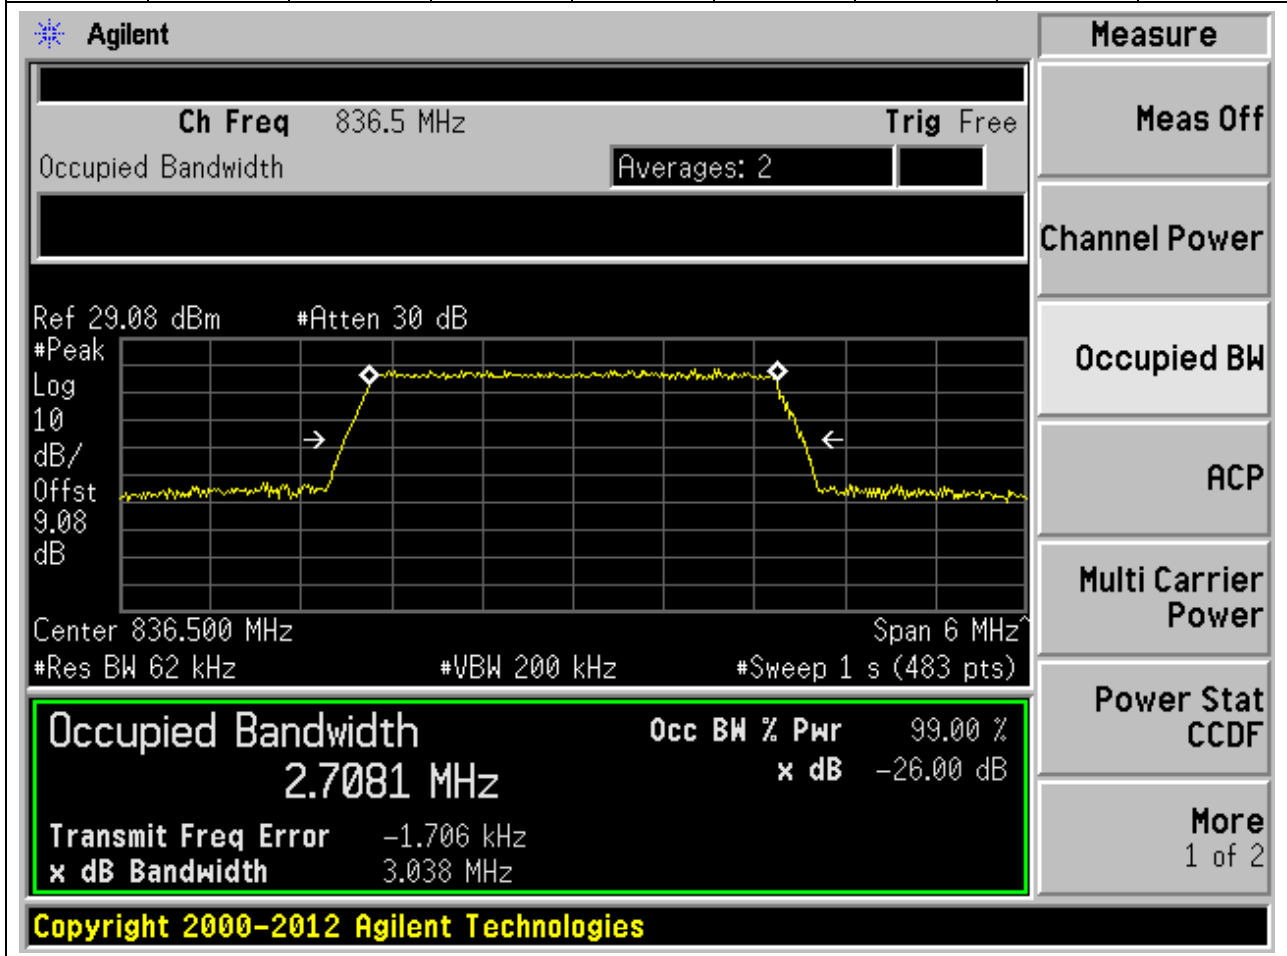 Agilent
Measure
Ch Freq 836.5 MHz Trig Free
Meas Off
Occupied Bandwidth Averages: 2
Channel Power
Ref 29.08 dBm #Atten 30 dB
#Peak
Log
10
dB/
Offst
9.08
dB
Occupied BW
ACP
Center 836.500 MHz Span 6 MHz^
#Res BW 62 kHz #VBW 200 kHz #Sweep 1 s (483 pts)
Multi Carrier
Power
Occupied Bandwidth Occ BW % Pwr 99.00 %
2.7081 MHz x dB -26.00 dB
Transmit Freq Error -1.706 kHz
x dB Bandwidth 3.038 MHz
Power Stat
CCDF
More
1 of 2
Copyright 2000-2012 Agilent Technologies